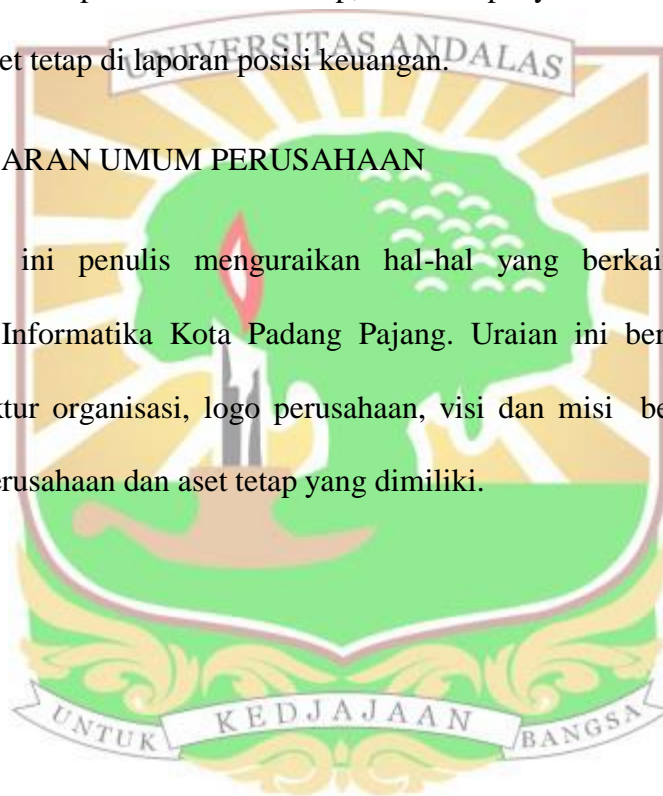 UNIVERSITAS ANDALAS
et tetap di laporan posisi keuangan.
ARAN UMUM PERUSAHAAN
ini penulis menguraikan hal-hal yang berkai
Informatika Kota Padang Pajang. Uraian ini ber
ktur organisasi, logo perusahaan, visi dan misi be
erusahaan dan aset tetap yang dimiliki.
UNTUK KEDJAJAAN BANGSA